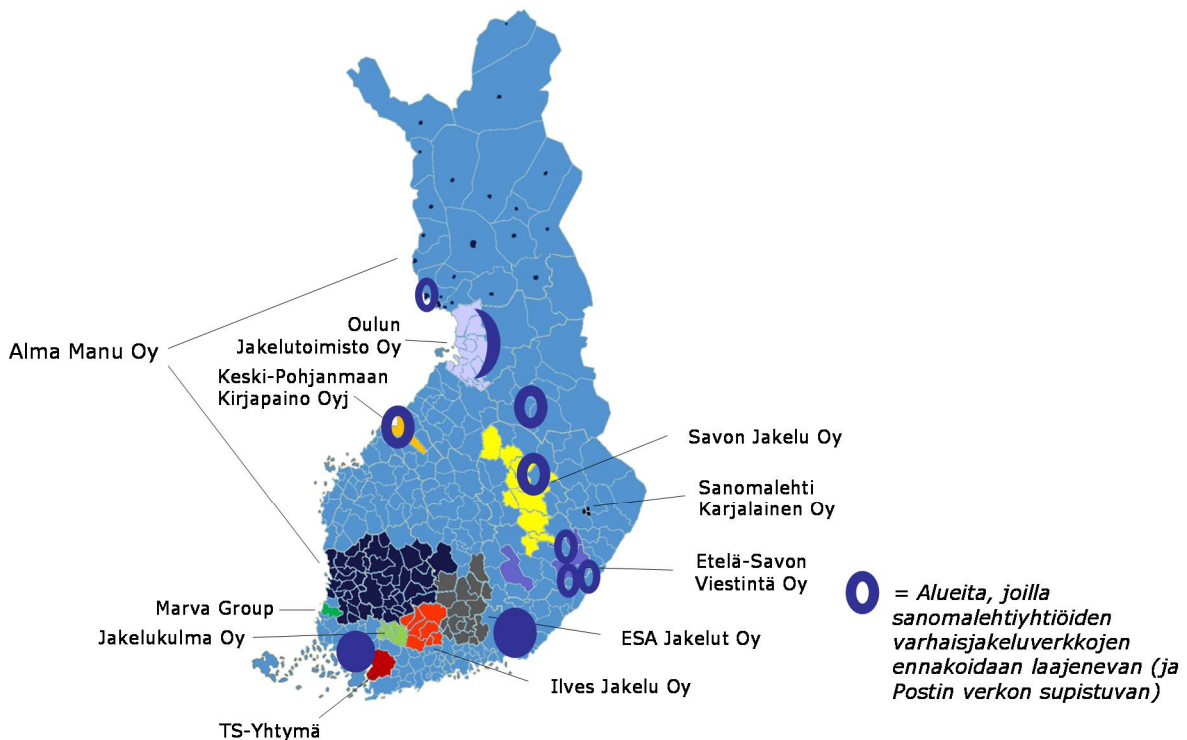 Oulun
Jakelutoimisto Oy
Alma Manu Oy
Keski-Pohjanmaan
Kirjapaino Oyj
Savon Jakelu Oy
Sanomalehti
Karjalainen Oy
Etelä-Savon
Viestintä Oy
= Alueita, joilla
sanomalehtiyhtiöiden
varhaisjakeluverkkojen
ennakoidaan laajenevan (ja
Postin verkon supistuvan)
Marva Group
Jakelukulma Oy
ESA Jakelut Oy
Ilves Jakelu Oy
TS-Yhtymä